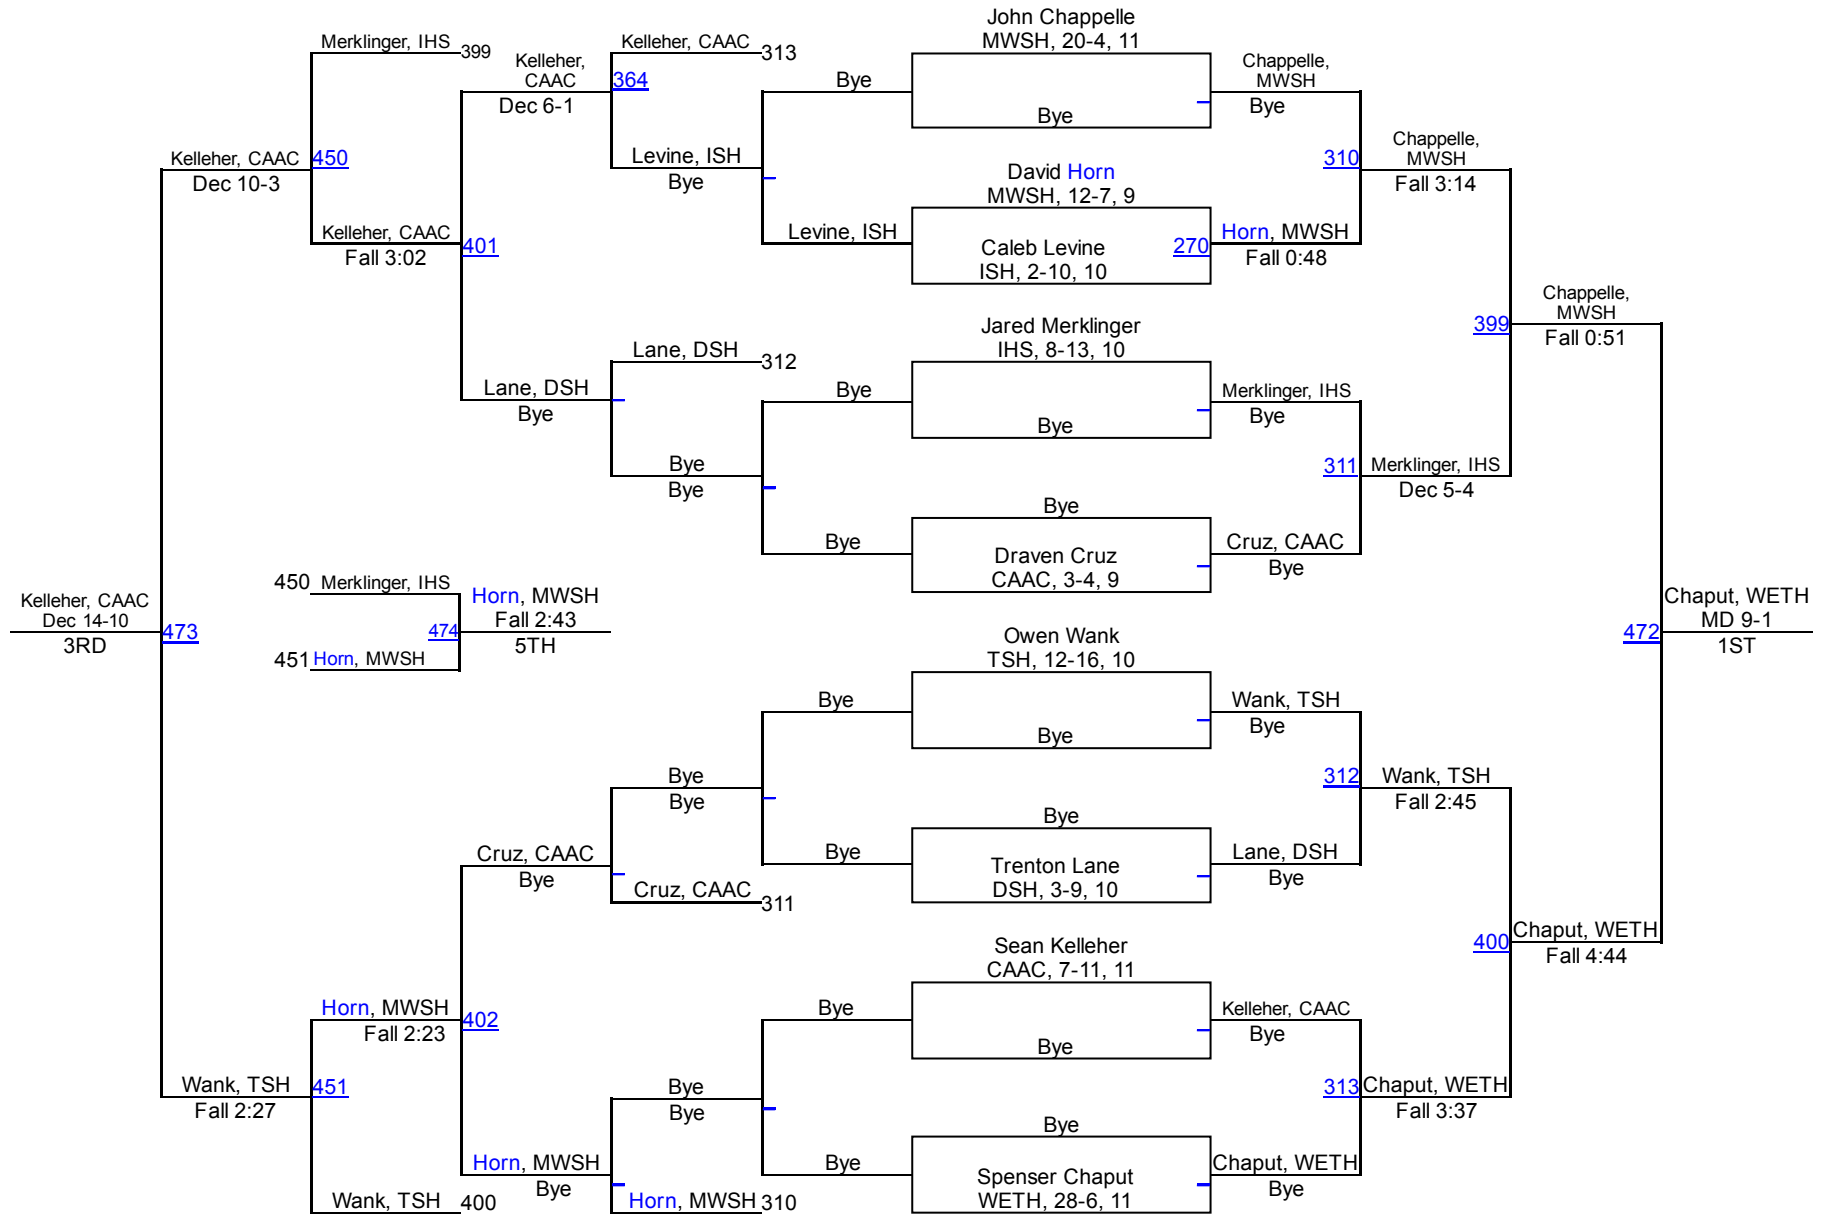 John Chappelle
MWSH, 20-4, 11
Bye
Bye
Chappelle,
MWSH
Bye
David Horn
MWSH, 12-7, 9
Levine, ISH
Caleb Levine
ISH, 2-10, 10
270
Horn, MWSH
Fall 0:48
310
Chappelle,
MWSH
Fall 3:14
Jared Merklinger
IHS, 8-13, 10
Bye
Bye
Merklinger, IHS
Bye
Bye
Bye
Draven Cruz
CAAC, 3-4, 9
Cruz, CAAC
Bye
311
Merklinger, IHS
Dec 5-4
399
Chappelle,
MWSH
Fall 0:51
Owen Wank
TSH, 12-16, 10
Bye
Bye
Wank, TSH
Bye
Bye
Bye
Trenton Lane
DSH, 3-9, 10
Lane, DSH
Bye
312
Wank, TSH
Fall 2:45
Sean Kelleher
CAAC, 7-11, 11
Bye
Bye
Kelleher, CAAC
Bye
Bye
Bye
Spenser Chaput
WETH, 28-6, 11
Chaput, WETH
Bye
313
Chaput, WETH
Fall 3:37
400
Chaput, WETH
Fall 4:44
472
Chaput, WETH
MD 9-1
1ST
Merklinger, IHS
399
Kelleher,
CAAC
Dec 6-1
Kelleher, CAAC
313
364
Levine, ISH
Bye
Kelleher, CAAC
Dec 10-3
450
Kelleher, CAAC
Fall 3:02
401
Lane, DSH
312
Lane, DSH
Bye
Bye
Bye
450
Merklinger, IHS
Horn, MWSH
Fall 2:43
474
5TH
451
Horn, MWSH
Kelleher, CAAC
Dec 14-10
3RD
473
Bye
Bye
Cruz, CAAC
Bye
Cruz, CAAC
311
Horn, MWSH
Fall 2:23
402
Wank, TSH
Fall 2:27
451
Bye
Bye
Horn, MWSH
Bye
Horn, MWSH
310
Wank, TSH
400